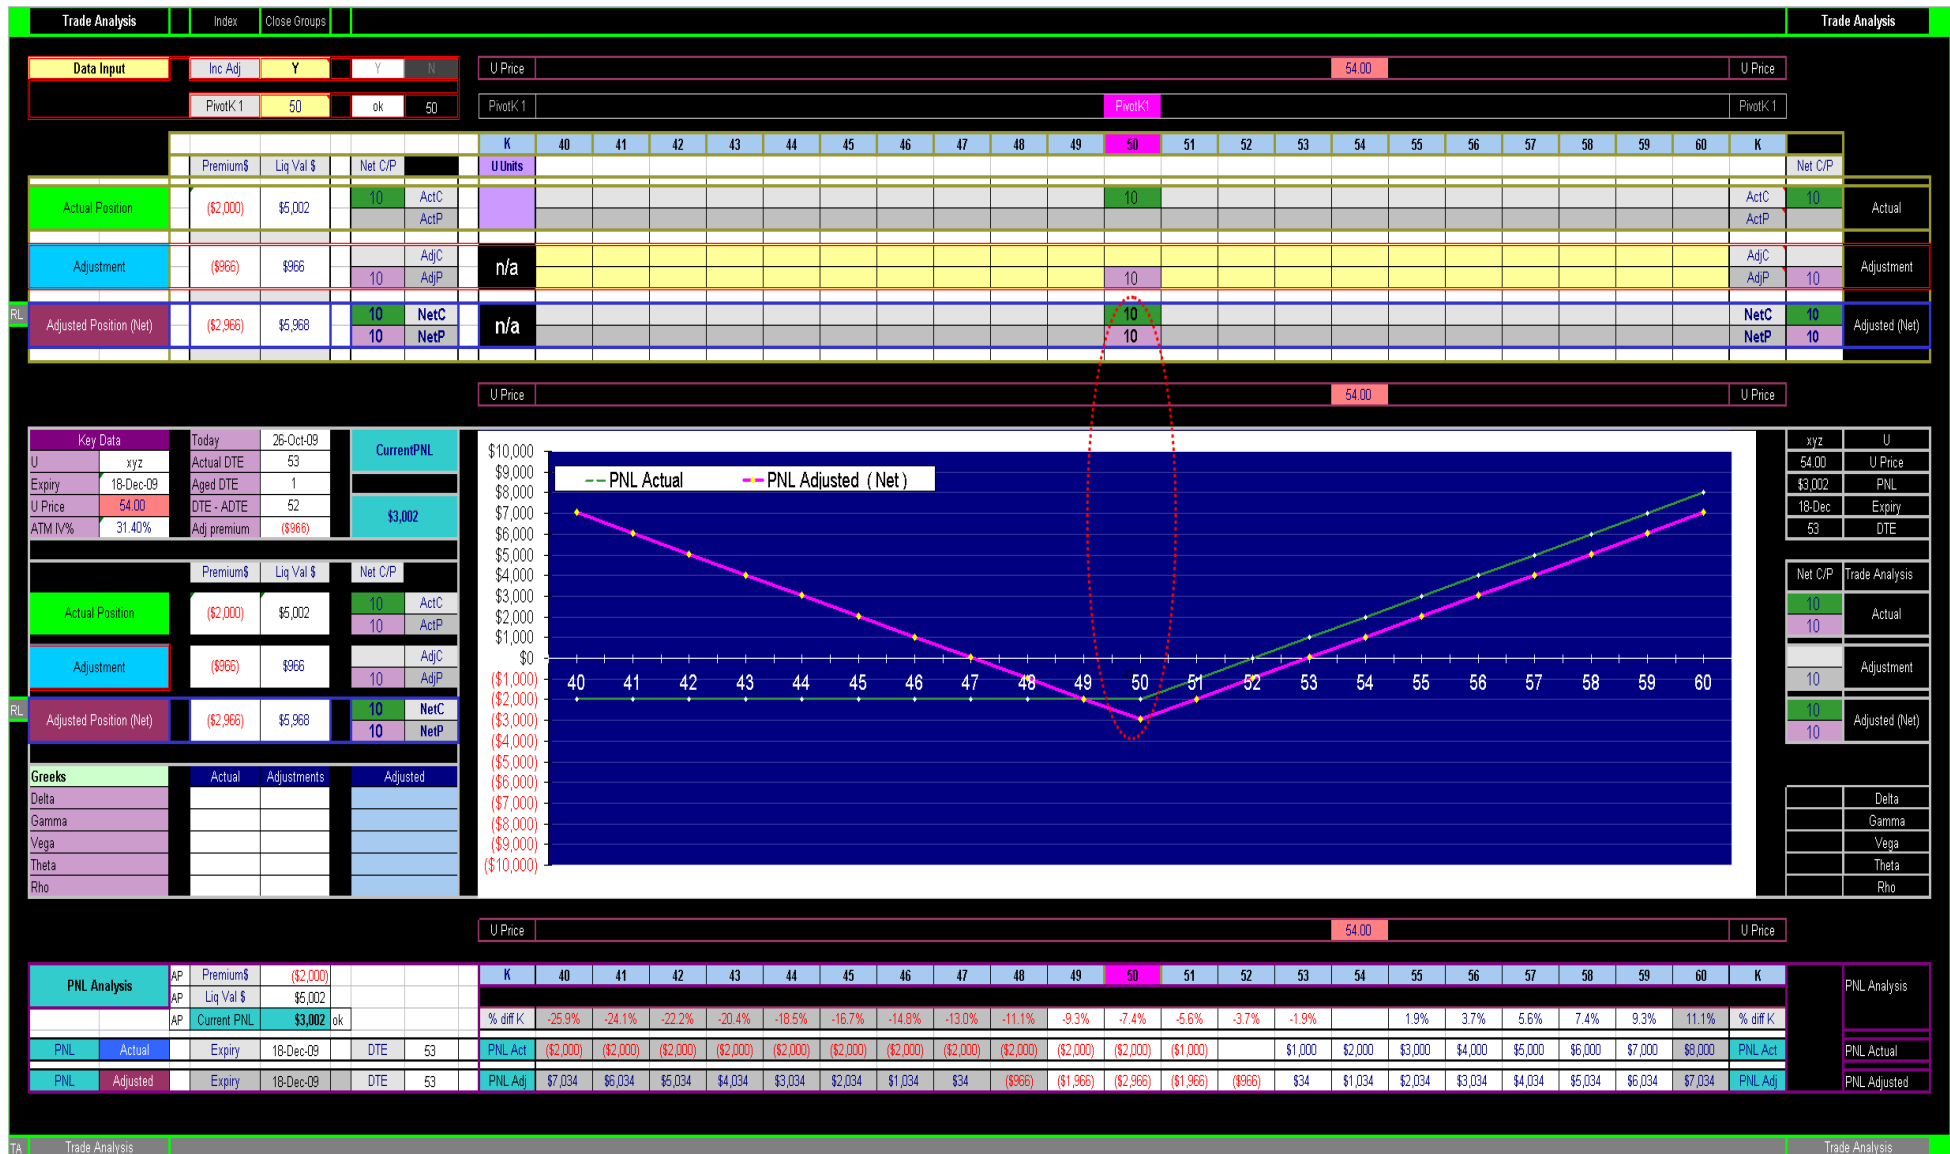 Trade Analysis Index Close Groups Trade Analysis
Data Input Inc Adj Y Y N U Price 54.00 U Price
PivotK 1 50 ok 50 PivotK 1 PivotK1 PivotK 1
K 40 41 42 43 44 45 46 47 48 49 50 51 52 53 54 55 56 57 58 59 60 K
Premium$ Liq Val $ Net C/P U Units Net C/P
Actual Position ($2,000) $5,002 10 ActC 10 ActC 10 Actual
ActP ActP
Adjustment ($966) $966 AdjC n/a AdjC Adjustment
10 AdjP 10 AdjP 10
RL Adjusted Position (Net) ($2,966) $5,968 10 NetC n/a 10 NetC 10 Adjusted (Net)
10 NetP 10 NetP 10
U Price 54.00 U Price
Key Data Today 26-Oct-09 CurrentPNL xyz U
U xyz Actual DTE 53 54.00 U Price
Expiry 18-Dec-09 Aged DTE 1 $3,002 PNL
U Price 54.00 DTE - ADTE 52 $3,002 18-Dec Expiry
ATM IV% 31.40% Adj premium ($966) 53 DTE
Premium$ Liq Val $ Net C/P Net C/P Trade Analysis
Actual Position ($2,000) $5,002 10 ActC 10 Actual
10 ActP 10
Adjustment ($966) $966 AdjC Adjustment
10 AdjP 10
RL Adjusted Position (Net) ($2,966) $5,968 10 NetC 10 Adjusted (Net)
10 NetP 10
Greeks Actual Adjustments Adjusted
Delta Delta
Gamma Gamma
Vega Vega
Theta Theta
Rho Rho
PNL Actual PNL Adjusted ( Net )
$10,000
$9,000
$8,000
$7,000
$6,000
$5,000
$4,000
$3,000
$2,000
$1,000
$0
($1,000)
($2,000)
($3,000)
($4,000)
($5,000)
($6,000)
($7,000)
($8,000)
($9,000)
($10,000)
40 41 42 43 44 45 46 47 48 49 50 51 52 53 54 55 56 57 58 59 60
U Price 54.00 U Price
PNL Analysis AP Premium$ ($2,000) K 40 41 42 43 44 45 46 47 48 49 50 51 52 53 54 55 56 57 58 59 60 K PNL Analysis
AP Liq Val $ $5,002
AP Current PNL $3,002 ok % diff K -25.9% -24.1% -22.2% -20.4% -18.5% -16.7% -14.8% -13.0% -11.1% -9.3% -7.4% -5.6% -3.7% -1.9% 1.9% 3.7% 5.6% 7.4% 9.3% 11.1% % diff K
PNL Actual Expiry 18-Dec-09 DTE 53 PNL Act ($2,000) ($2,000) ($2,000) ($2,000) ($2,000) ($2,000) ($2,000) ($2,000) ($2,000) ($2,000) ($2,000) ($1,000) $1,000 $2,000 $3,000 $4,000 $5,000 $6,000 $7,000 $8,000 PNL Act PNL Actual
PNL Adjusted Expiry 18-Dec-09 DTE 53 PNL Adj $7,034 $6,034 $5,034 $4,034 $3,034 $2,034 $1,034 $34 ($966) ($1,966) ($2,966) ($1,966) ($966) $34 $1,034 $2,034 $3,034 $4,034 $5,034 $6,034 $7,034 PNL Adj PNL Adjusted
TA Trade Analysis Trade Analysis